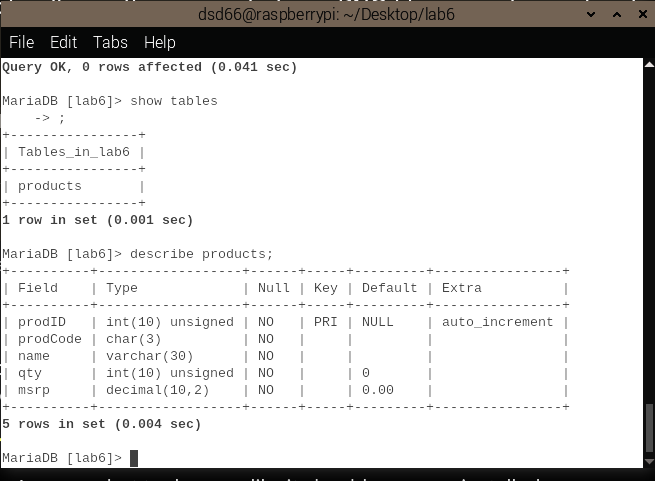 dsd66@raspberrypi: ~/Desktop/lab6
File Edit Tabs Help
Query OK, 0 rows affected (0.041 sec)
MariaDB [lab6]> show tables
    -> ;
+----------------+
| Tables_in_lab6 |
+----------------+
| products       |
+----------------+
1 row in set (0.001 sec)
MariaDB [lab6]> describe products;
+----------+------------------+------+-----+---------+----------------+
| Field    | Type             | Null | Key | Default | Extra          |
+----------+------------------+------+-----+---------+----------------+
| prodID   | int(10) unsigned | NO   | PRI | NULL    | auto_increment |
| prodCode | char(3)          | NO   |     |         |                |
| name     | varchar(30)      | NO   |     |         |                |
| qty      | int(10) unsigned | NO   |     | 0       |                |
| msrp     | decimal(10,2)    | NO   |     | 0.00    |                |
+----------+------------------+------+-----+---------+----------------+
5 rows in set (0.004 sec)
MariaDB [lab6]>